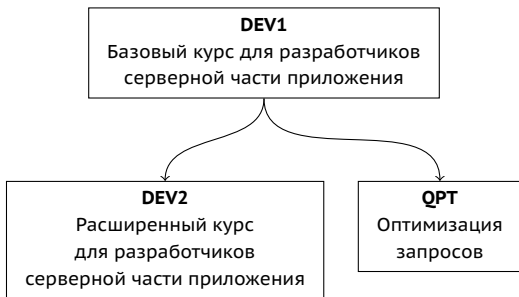 DEV1
Базовый курс для разработчиков
серверной части приложения
DEV2
Расширенный курс
для разработчиков
серверной части приложения
QPT
Оптимизация
запросов